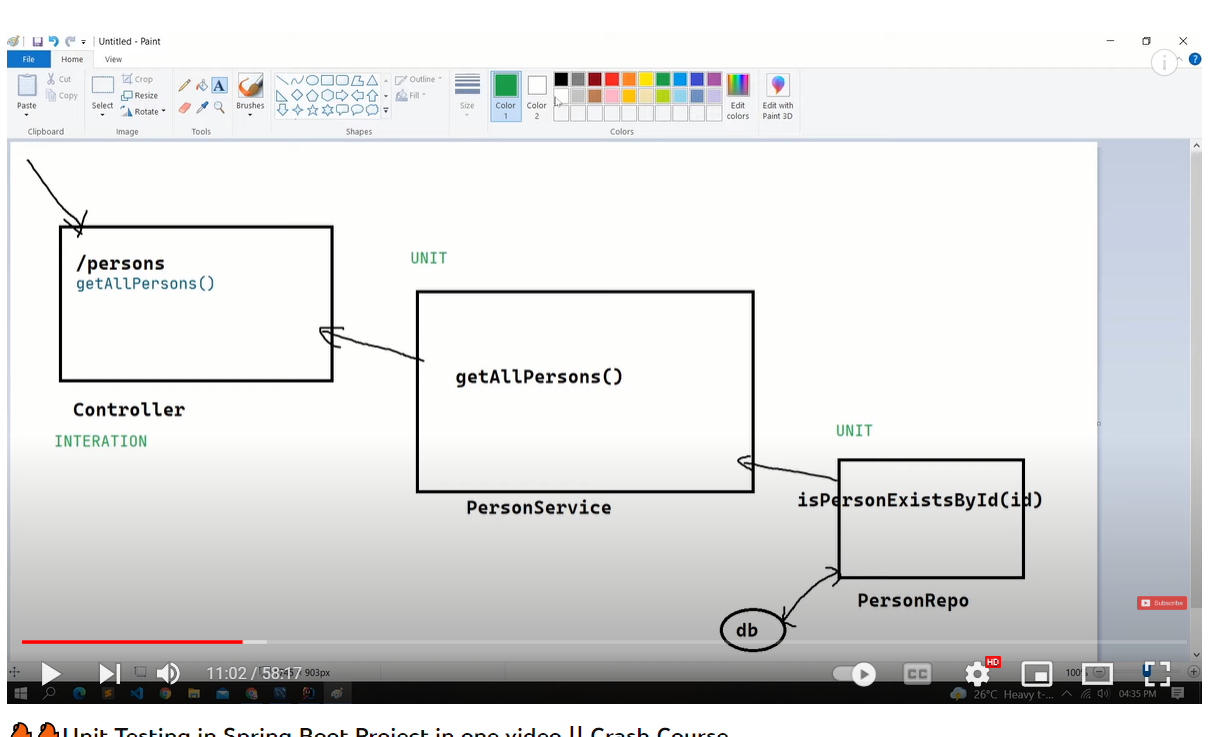 Untitled - Paint
File Home View
Paste
Cut
Copy
Clipboard
Select
Crop
Resize
Rotate
Image
A
Tools
Brushes
Outline
Fill
Shapes
Size
Color 1
Color 2
Edit colors
Colors
Edit with Paint 3D
/persons
getAllPersons()
Controller
INTERATION
UNIT
getAllPersons()
PersonService
UNIT
isPersonExistsById(id)
PersonRepo
db
Subscribe
11:02 / 58:17
903px
CC
HD
100
26°C Heavy t-...
04:35 PM
Unit Testing in Spring Boot Project in one video || Crash Course